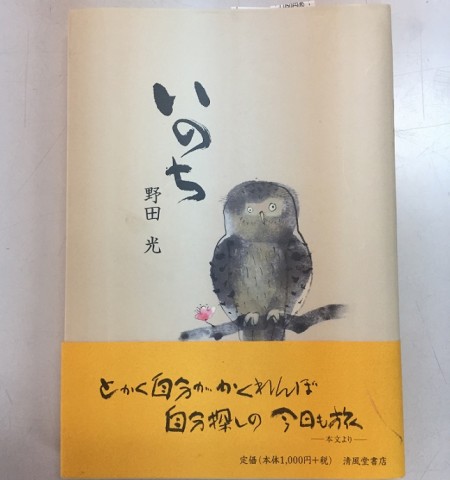 いのち
野田 光
とかく自分がかくれんぼ
自分探しの 今日も旅
──本文より──
定価(本体1,000円+税) 清風堂書店